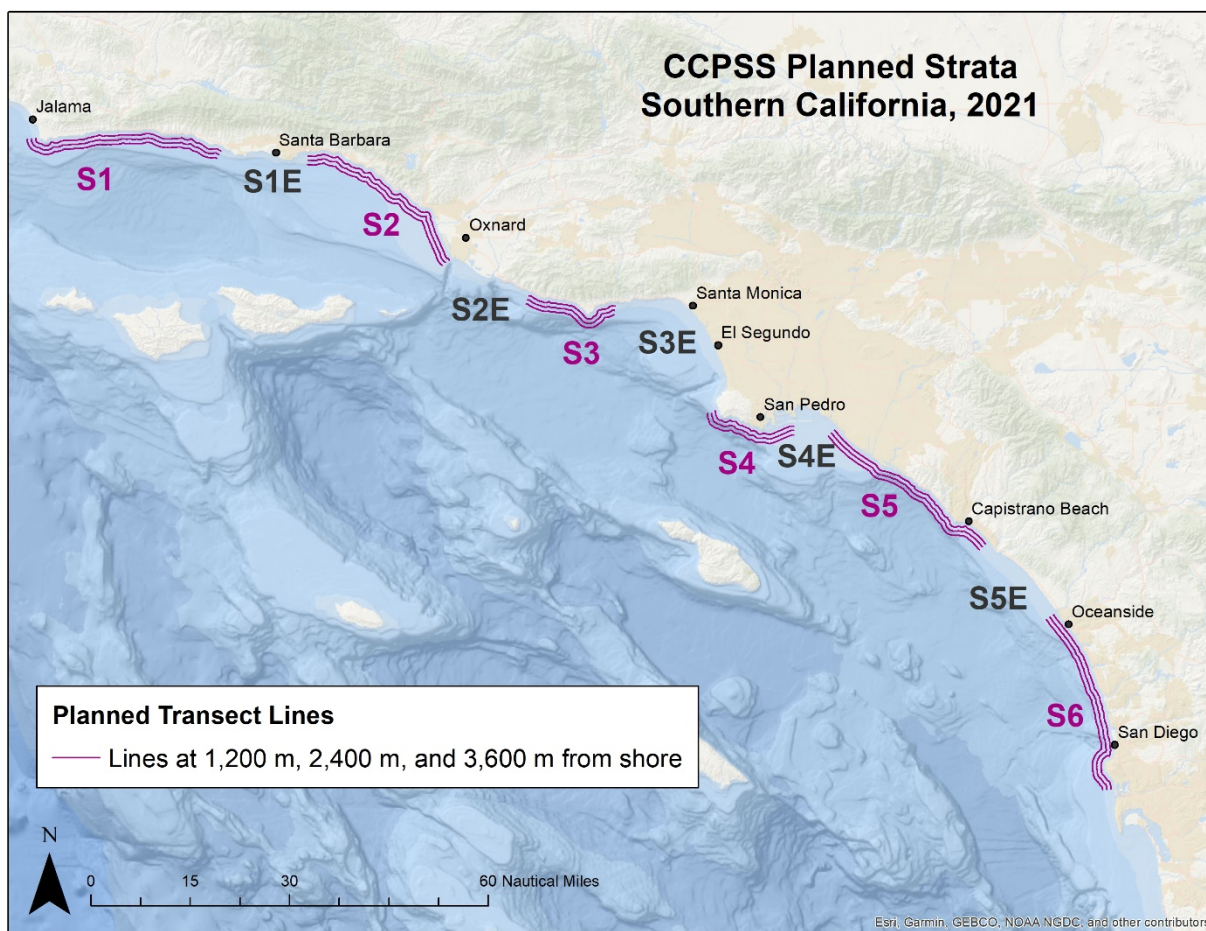 CCPSS Planned Strata
Southern California, 2021
Jalama
Santa Barbara
S1
S1E
S2
Oxnard
S2E
S3
Santa Monica
S3E
El Segundo
San Pedro
S4
S4E
S5
Capistrano Beach
S5E
Oceanside
S6
San Diego
Planned Transect Lines
Lines at 1,200 m, 2,400 m, and 3,600 m from shore
N
0 15 30 60 Nautical Miles
Esri, Garmin, GEBCO, NOAA NGDC, and other contributors